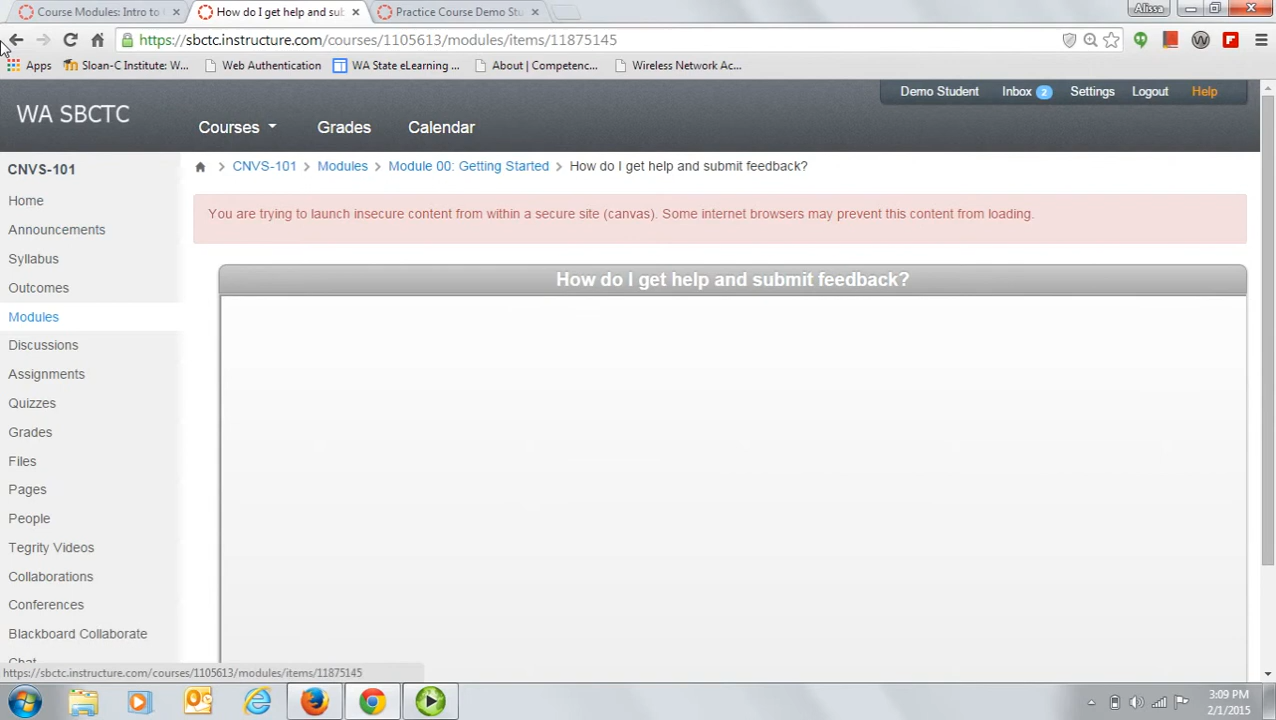 Course Modules: Intro to
How do I get help and sub
Practice Course Demo Stu
Alissa
https://sbctc.instructure.com/courses/1105613/modules/items/11875145
Apps
Sloan-C Institute: W...
Web Authentication
WA State eLearning ...
About | Competenc...
Wireless Network Ac...
WA SBCTC
Demo Student
Inbox 2
Settings
Logout
Help
Courses
Grades
Calendar
CNVS-101
CNVS-101 > Modules > Module 00: Getting Started > How do I get help and submit feedback?
Home
Announcements
Syllabus
Outcomes
Modules
Discussions
Assignments
Quizzes
Grades
Files
Pages
People
Tegrity Videos
Collaborations
Conferences
Blackboard Collaborate
Chat
You are trying to launch insecure content from within a secure site (canvas). Some internet browsers may prevent this content from loading.
How do I get help and submit feedback?
https://sbctc.instructure.com/courses/1105613/modules/items/11875145
3:09 PM
2/1/2015